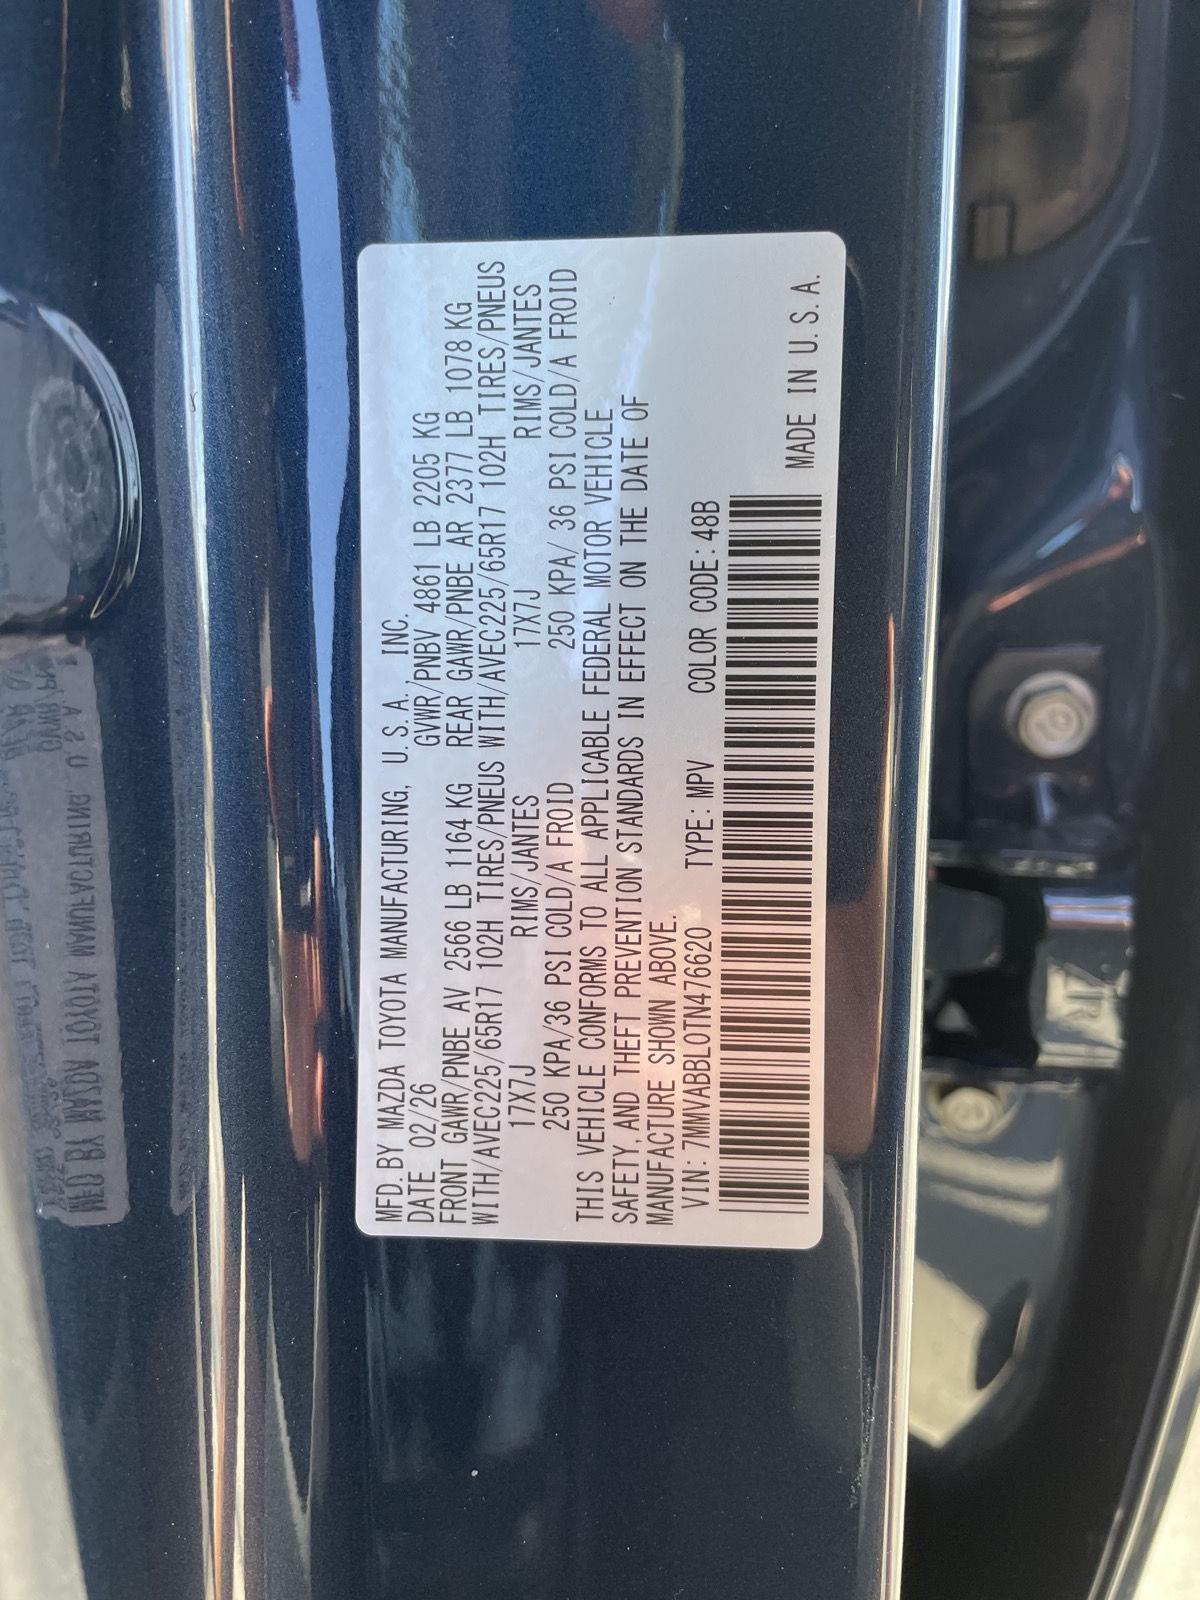 MFD.BY MAZDA TOYOTA MANUFACTURING, U.S.A., INC.
DATE 02/26 GVWR/PNBV 4861 LB 2205 KG
FRONT GAWR/PNBE AV 2566 LB 1164 KG REAR GAWR/PNBE AR 2377 LB 1078 KG
WITH/AVEC225/65R17 102H TIRES/PNEUS WITH/AVEC225/65R17 102H TIRES/PNEUS
17X7J RIMS/JANTES 17X7J RIMS/JANTES
250 KPA/36 PSI COLD/A FROID 250 KPA/ 36 PSI COLD/A FROID
THIS VEHICLE CONFORMS TO ALL APPLICABLE FEDERAL MOTOR VEHICLE
SAFETY, AND THEFT PREVENTION STANDARDS IN EFFECT ON THE DATE OF
MANUFACTURE SHOWN ABOVE.
VIN: 7MMVABBL0TN476620 TYPE: MPV COLOR CODE: 48B
MADE IN U.S.A.